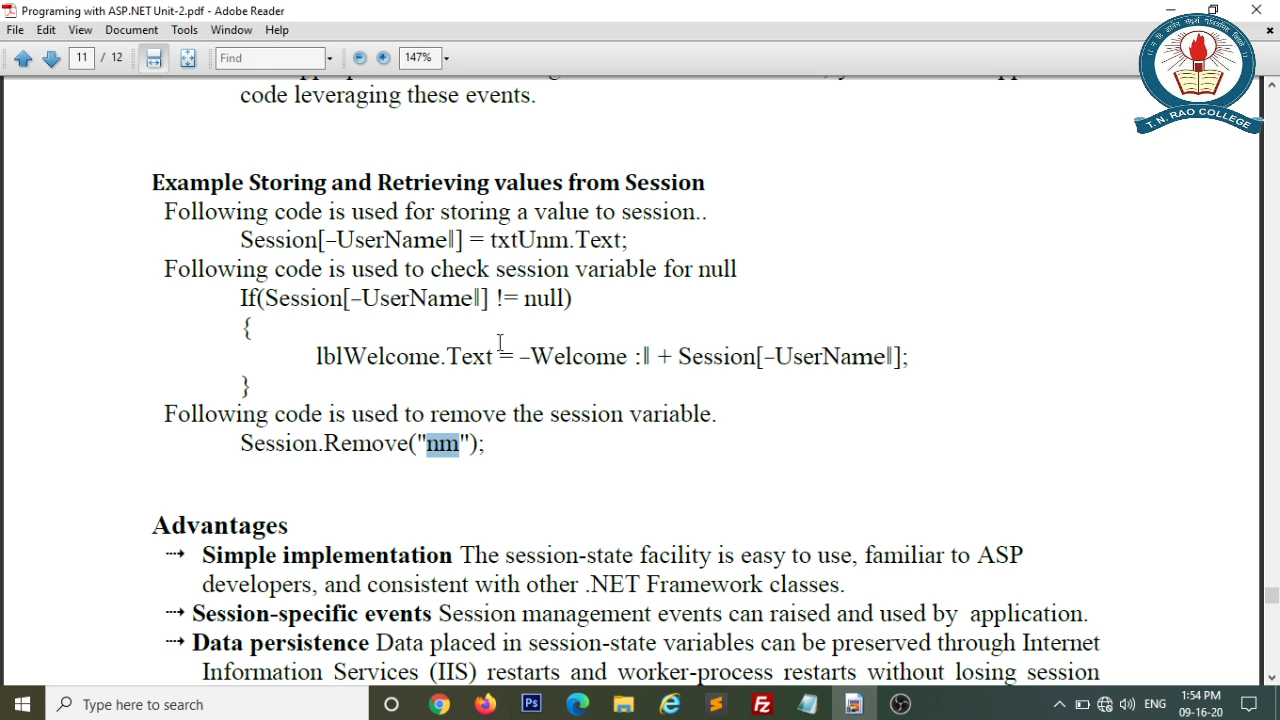 Programing with ASP.NET Unit-2.pdf - Adobe Reader
File Edit View Document Tools Window Help
11 / 12 Find 147%
T. N. RAO COLLEGE
code leveraging these events.
Example Storing and Retrieving values from Session
Following code is used for storing a value to session..
Session[–UserName‖] = txtUnm.Text;
Following code is used to check session variable for null
If(Session[–UserName‖] != null)
{
lblWelcome.Text = –Welcome :‖ + Session[–UserName‖];
}
Following code is used to remove the session variable.
Session.Remove("nm");
Advantages
⤑ Simple implementation The session-state facility is easy to use, familiar to ASP
developers, and consistent with other .NET Framework classes.
⤑ Session-specific events Session management events can raised and used by application.
⤑ Data persistence Data placed in session-state variables can be preserved through Internet
Information Services (IIS) restarts and worker-process restarts without losing session
Type here to search
Ps
Fz
ENG
1:54 PM
09-16-20